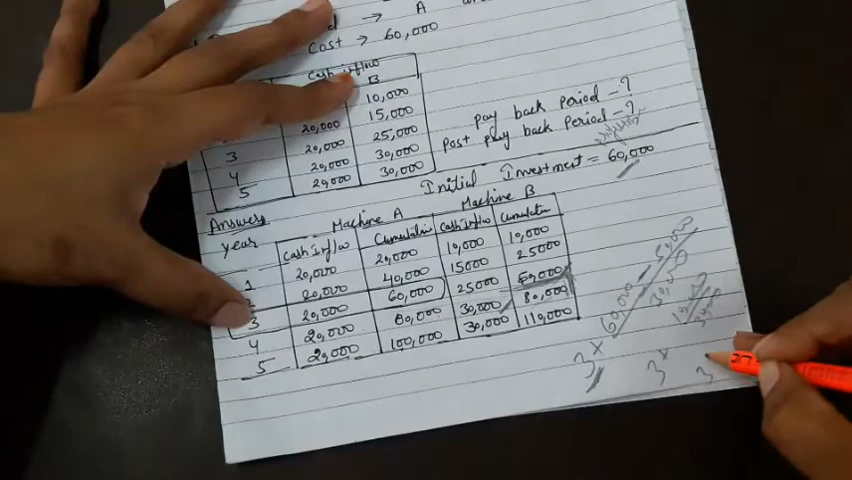 A
Cost → 60,000
Cash inflow
B
10,000
20,000 15,000
3 20,000 25,000
4 20,000 30,000
5 20,000 30,000
Pay back Period - ?
Post pay back Period - ?
Initial Investment = 60,000
Answers
Machine A Machine B
year Cash inflow Cumulative Cash inflow Cumulative
1 20,000 20,000 10,000 10,000
2 20,000 40,000 15000 25000
3 20,000 60,000 25000
4 20,000 80,000 30,000 80,000
5 20,000 100,000 30,000 110,000
60,000 - 50,000
30,000
3 x
3 x
3